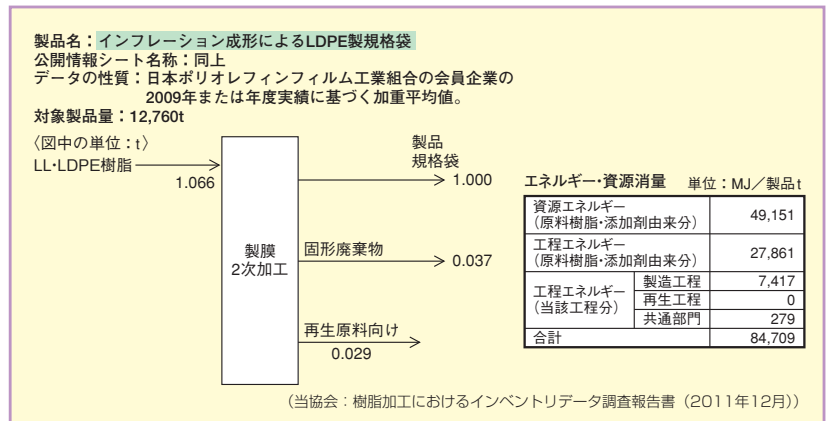 製品名：インフレーション成形によるLDPE製規格袋
公開情報シート名称：同上
データの性質：日本ポリオレフィンフィルム工業組合の会員企業の
2009年または年度実績に基づく加重平均値。
対象製品量：12,760t
〈図中の単位：t〉
LL・LDPE樹脂
1.066
製膜
2次加工
製品
規格袋
1.000
固形廃棄物
0.037
再生原料向け
0.029
エネルギー・資源消量 単位：MJ／製品t
資源エネルギー
（原料樹脂・添加剤由来分） 49,151
工程エネルギー
（原料樹脂・添加剤由来分） 27,861
工程エネルギー
（当該工程分）
製造工程 7,417
再生工程 0
共通部門 279
合計 84,709
（当協会：樹脂加工におけるインベントリデータ調査報告書（2011年12月））